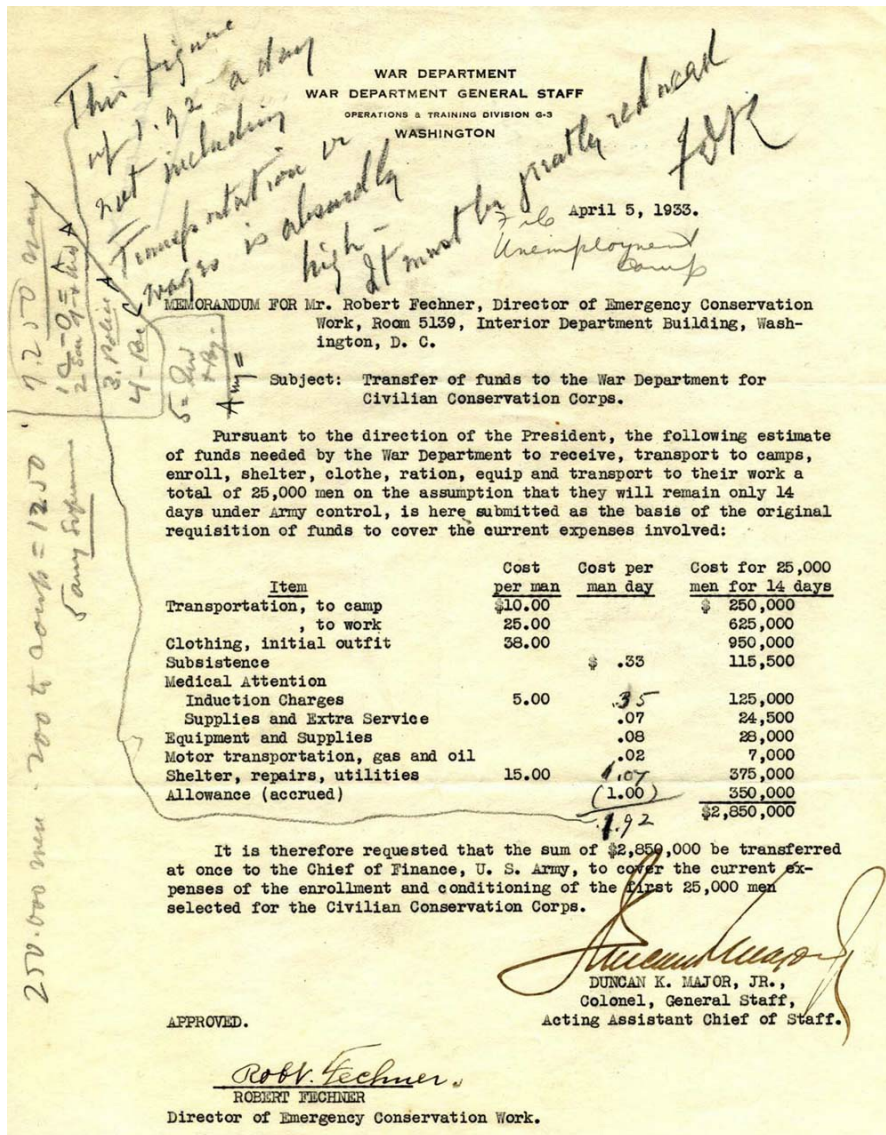 This figure
of 1.92 - a day
not including
Transportation or
wages is absurdly
high -
It must be greatly reduced
FDR
WAR DEPARTMENT
WAR DEPARTMENT GENERAL STAFF
OPERATIONS & TRAINING DIVISION G-3
WASHINGTON
April 5, 1933.
File
Unemployment
Camp
MEMORANDUM FOR Mr. Robert Fechner, Director of Emergency Conservation
Work, Room 5139, Interior Department Building, Wash-
ington, D. C.
Subject: Transfer of funds to the War Department for
Civilian Conservation Corps.
Pursuant to the direction of the President, the following estimate
of funds needed by the War Department to receive, transport to camps,
enroll, shelter, clothe, ration, equip and transport to their work a
total of 25,000 men on the assumption that they will remain only 14
days under Army control, is here submitted as the basis of the original
requisition of funds to cover the current expenses involved:
Cost Cost per Cost for 25,000
Item per man man day men for 14 days
Transportation, to camp $10.00 $ 250,000
, to work 25.00 625,000
Clothing, initial outfit 38.00 950,000
Subsistence $ .33 115,500
Medical Attention
Induction Charges 5.00 .35 125,000
Supplies and Extra Service .07 24,500
Equipment and Supplies .08 28,000
Motor transportation, gas and oil .02 7,000
Shelter, repairs, utilities 15.00 1.07 375,000
Allowance (accrued) (1.00) 350,000
1.92 $2,850,000
It is therefore requested that the sum of $2,850,000 be transferred
at once to the Chief of Finance, U. S. Army, to cover the current ex-
penses of the enrollment and conditioning of the first 25,000 men
selected for the Civilian Conservation Corps.
Duncan K. Major Jr
DUNCAN K. MAJOR, JR.,
Colonel, General Staff,
Acting Assistant Chief of Staff.
APPROVED.
Robt. Fechner.
ROBERT FECHNER
Director of Emergency Conservation Work.
250.000 men - 200 to camp = 1250
3. Police